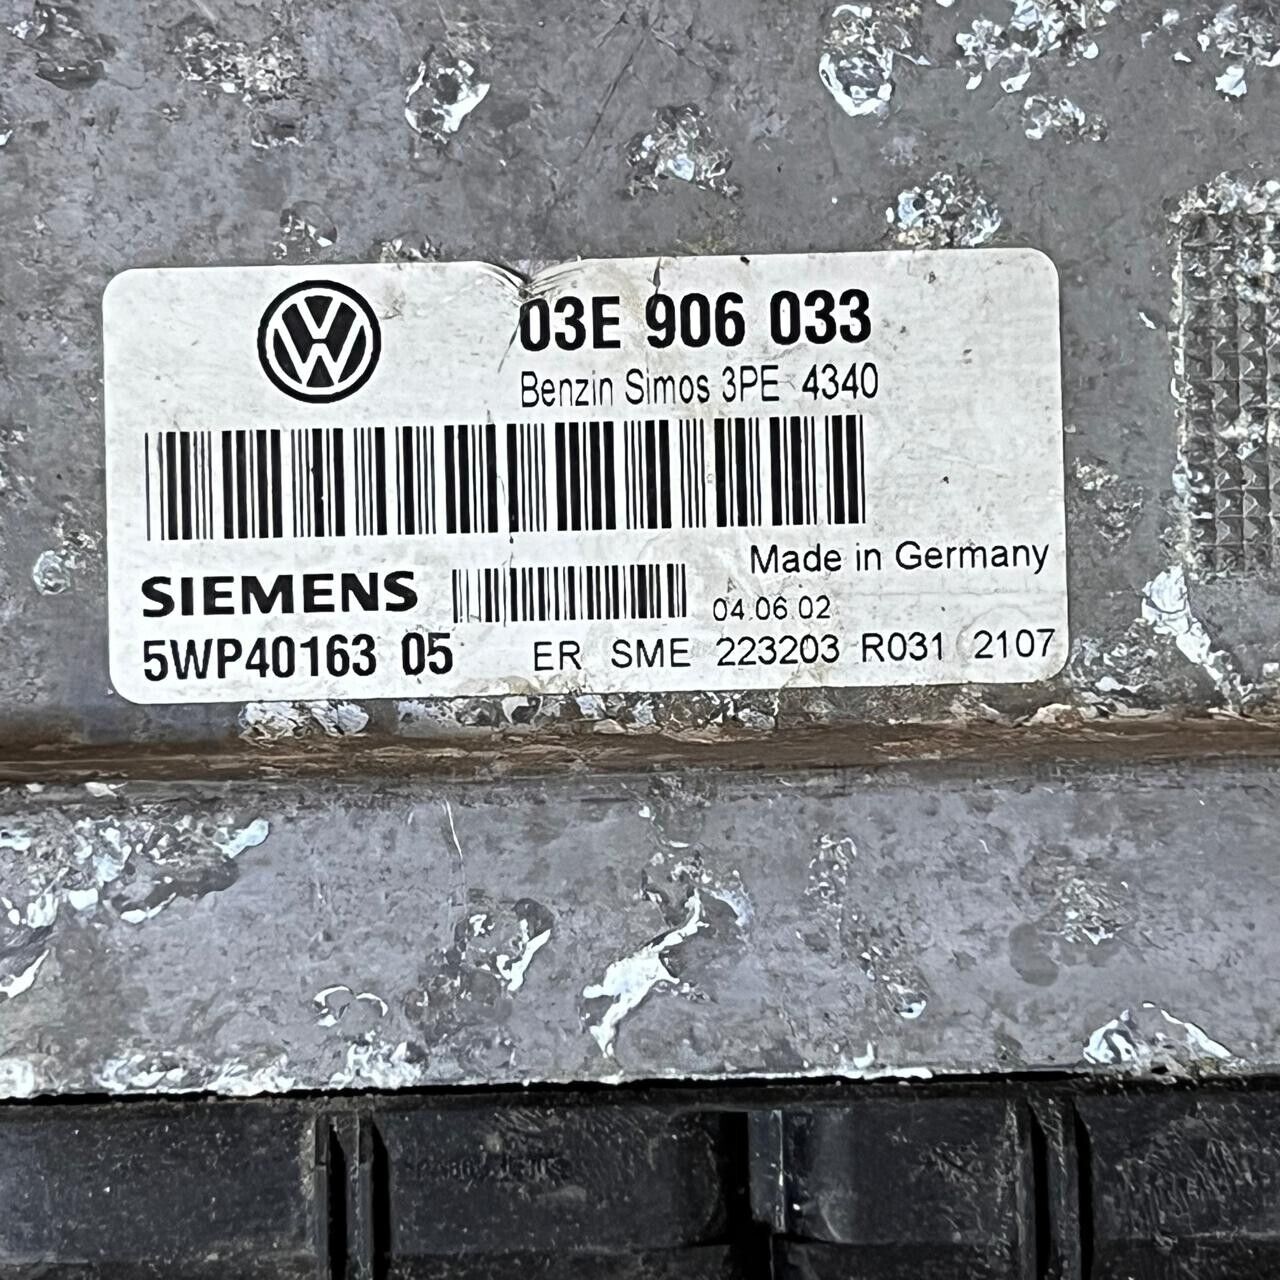 03E 906 033
Benzin Simos 3PE 4340
Made in Germany
SIEMENS
04.06.02
5WP40163 05 ER SME 223203 R031 2107